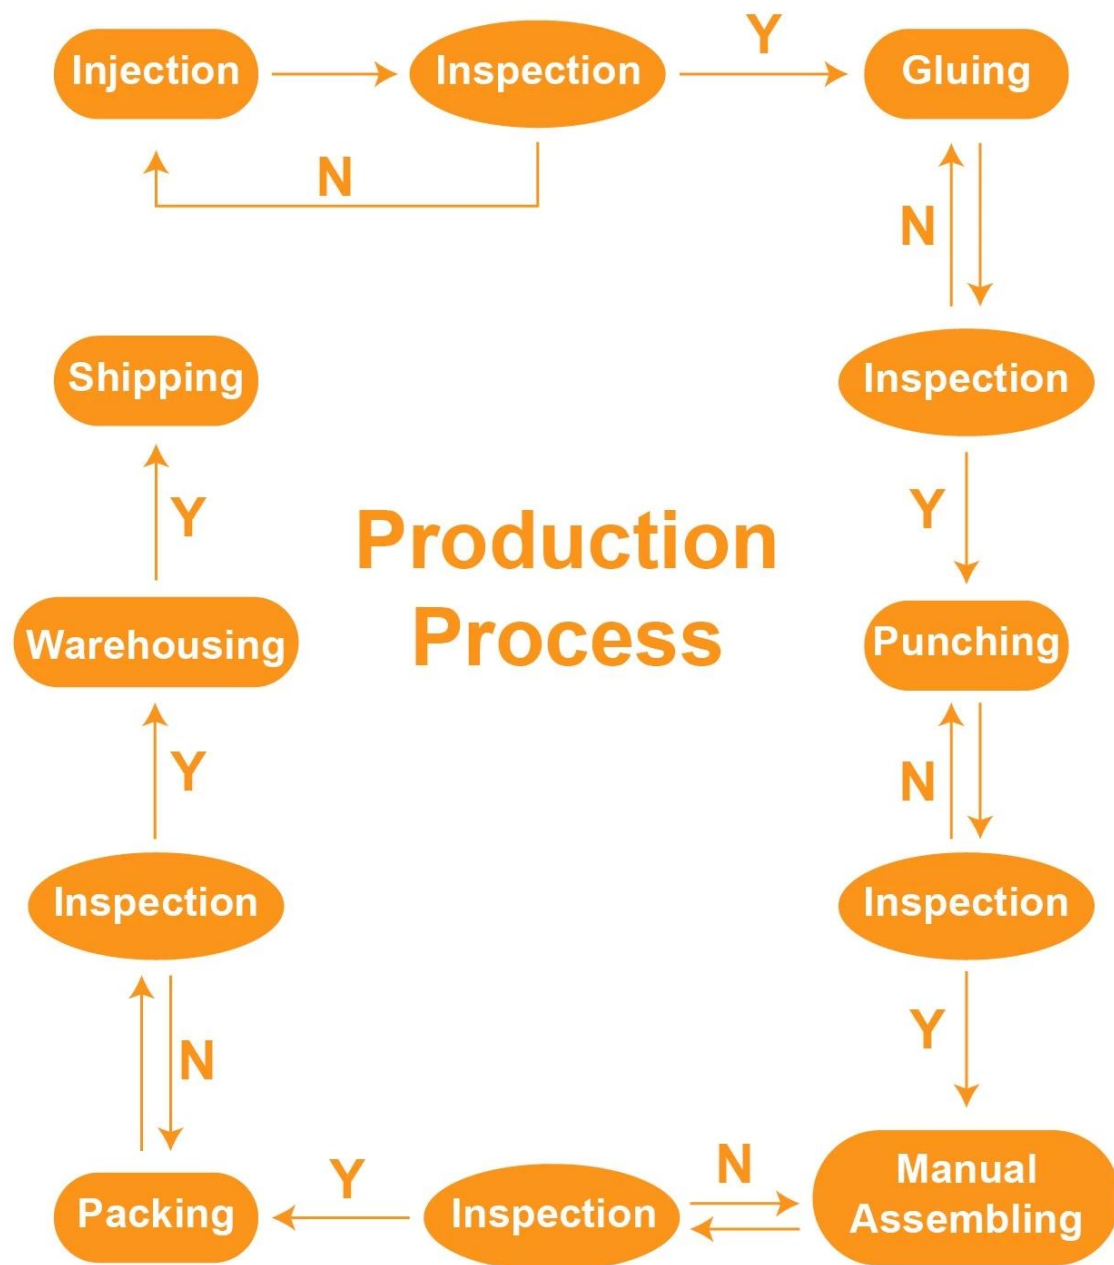 Injection
Inspection
Y
Gluing
N
N
Inspection
Y
Punching
N
Inspection
Y
Manual
Assembling
N
Inspection
Y
Packing
N
Inspection
Y
Warehousing
Y
Shipping
Production
Process